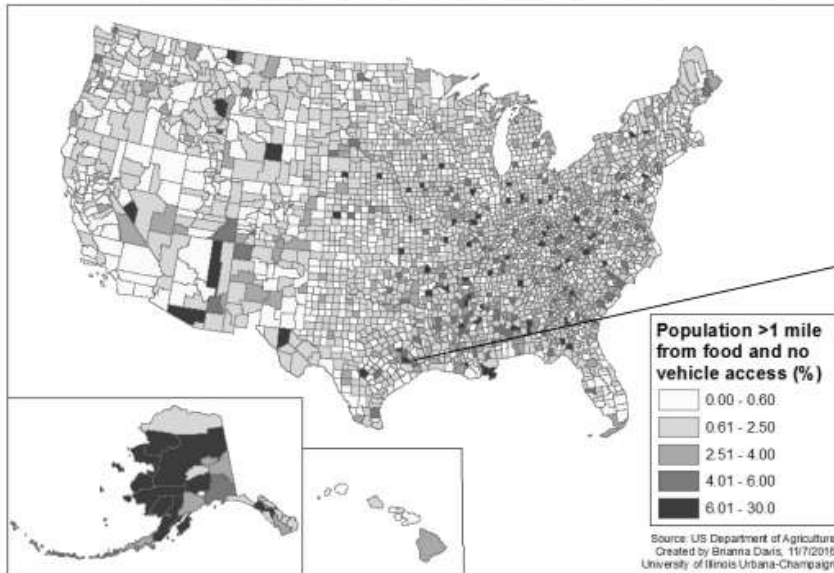 Population >1 mile
from food and no
vehicle access (%)
0.00 - 0.60
0.61 - 2.50
2.51 - 4.00
4.01 - 6.00
6.01 - 30.0
Source: US Department of Agriculture
Created by Brianna Davis, 11/7/2016
University of Illinois Urbana-Champaign